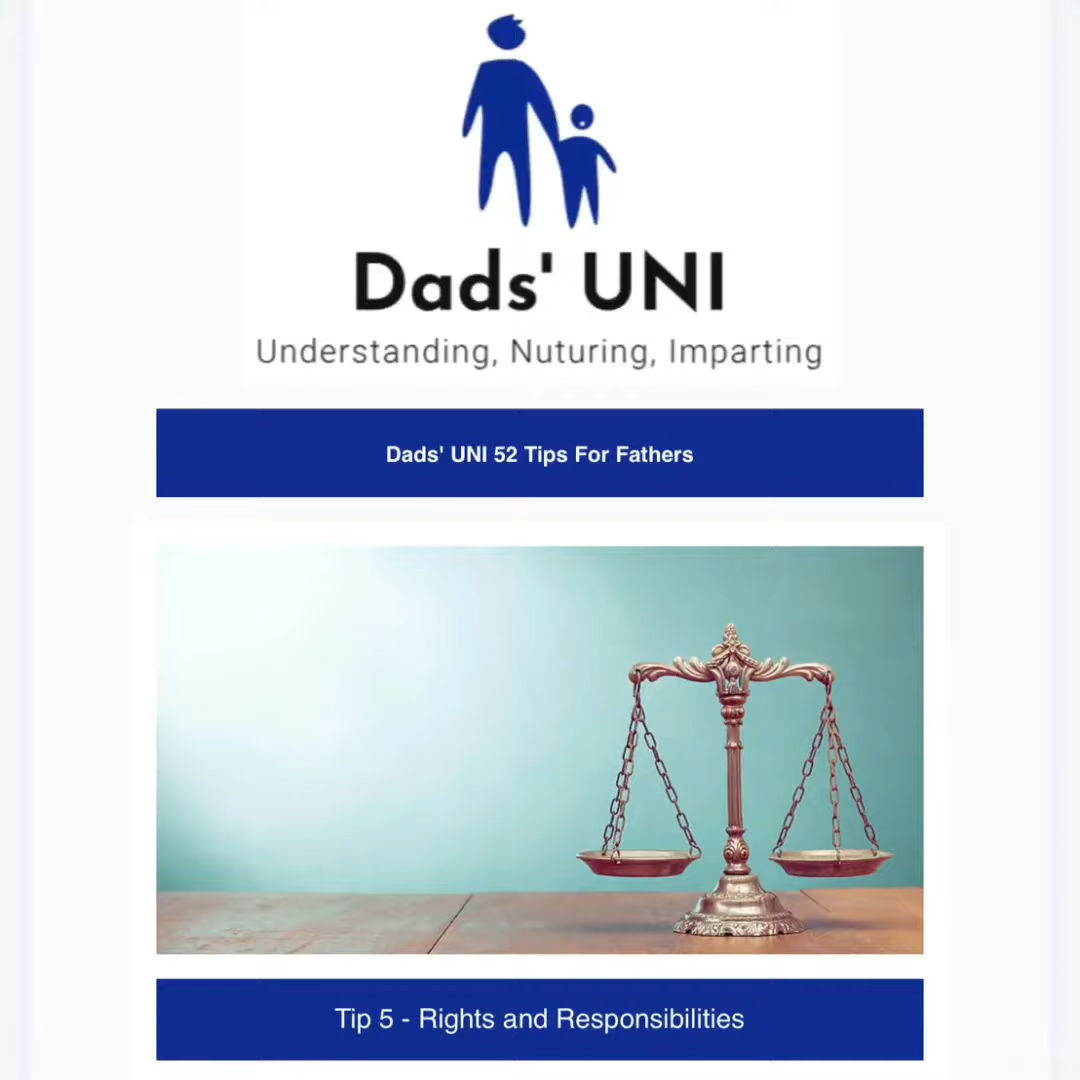 Dads' UNI
Understanding, Nuturing, Imparting
Dads' UNI 52 Tips For Fathers
Tip 5 - Rights and Responsibilities